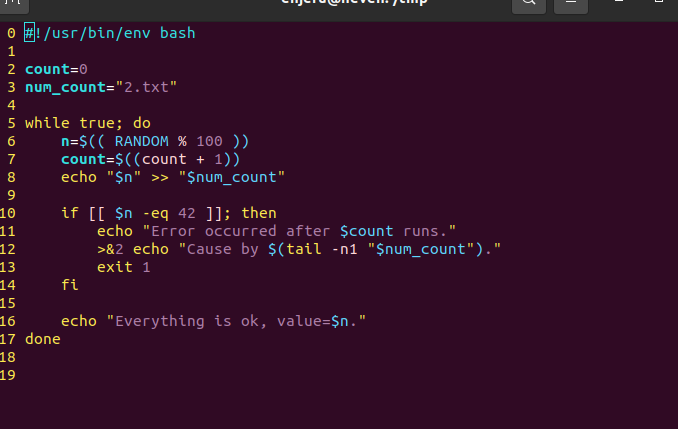 0 #!/usr/bin/env bash
1
2 count=0
3 num_count="2.txt"
4
5 while true; do
6     n=$(( RANDOM % 100 ))
7     count=$((count + 1))
8     echo "$n" >> "$num_count"
9
10     if [[ $n -eq 42 ]]; then
11         echo "Error occurred after $count runs."
12         >&2 echo "Cause by $(tail -n1 "$num_count")."
13         exit 1
14     fi
15
16     echo "Everything is ok, value=$n."
17 done
18
19